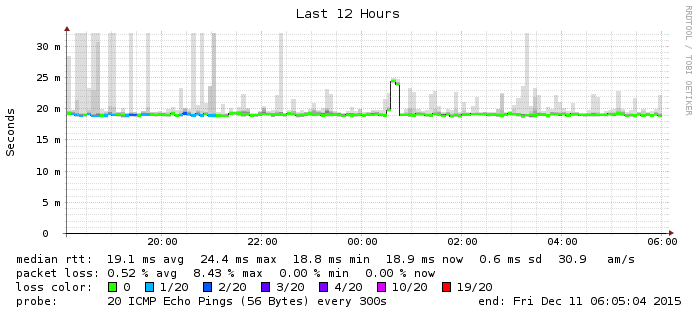 Last 12 Hours
RRDTOOL / TOBI OETIKER
Seconds
30 m
25 m
20 m
15 m
10 m
5 m
0
20:00 22:00 00:00 02:00 04:00 06:00
median rtt: 19.1 ms avg 24.4 ms max 18.8 ms min 18.9 ms now 0.6 ms sd 30.9 am/s
packet loss: 0.52 % avg 8.43 % max 0.00 % min 0.00 % now
loss color: 0 1/20 2/20 3/20 4/20 10/20 19/20
probe: 20 ICMP Echo Pings (56 Bytes) every 300s end: Fri Dec 11 06:05:04 2015